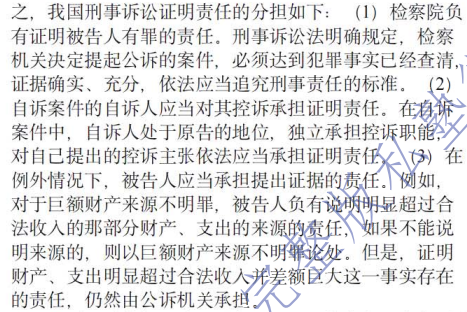 之，我国刑事诉讼证明责任的分担如下：（1）检察院负
有证明被告人有罪的责任。刑事诉讼法明确规定，检察
机关决定提起公诉的案件，必须达到犯罪事实已经查清，
证据确实、充分，依法应当追究刑事责任的标准。（2）
自诉案件的自诉人应当对其控诉承担证明责任。在自诉
案件中，自诉人处于原告的地位，独立承担控诉职能，
对自己提出的控诉主张依法应当承担证明责任。（3）在
例外情况下，被告人应当承担提出证据的责任。例如，
对于巨额财产来源不明罪，被告人负有说明明显超过合
法收入的那部分财产、支出的来源的责任，如果不能说
明来源的，则以巨额财产来源不明罪论处。但是，证明
财产、支出明显超过合法收入并差额巨大这一事实存在
的责任，仍然由公诉机关承担。
完整版私塾